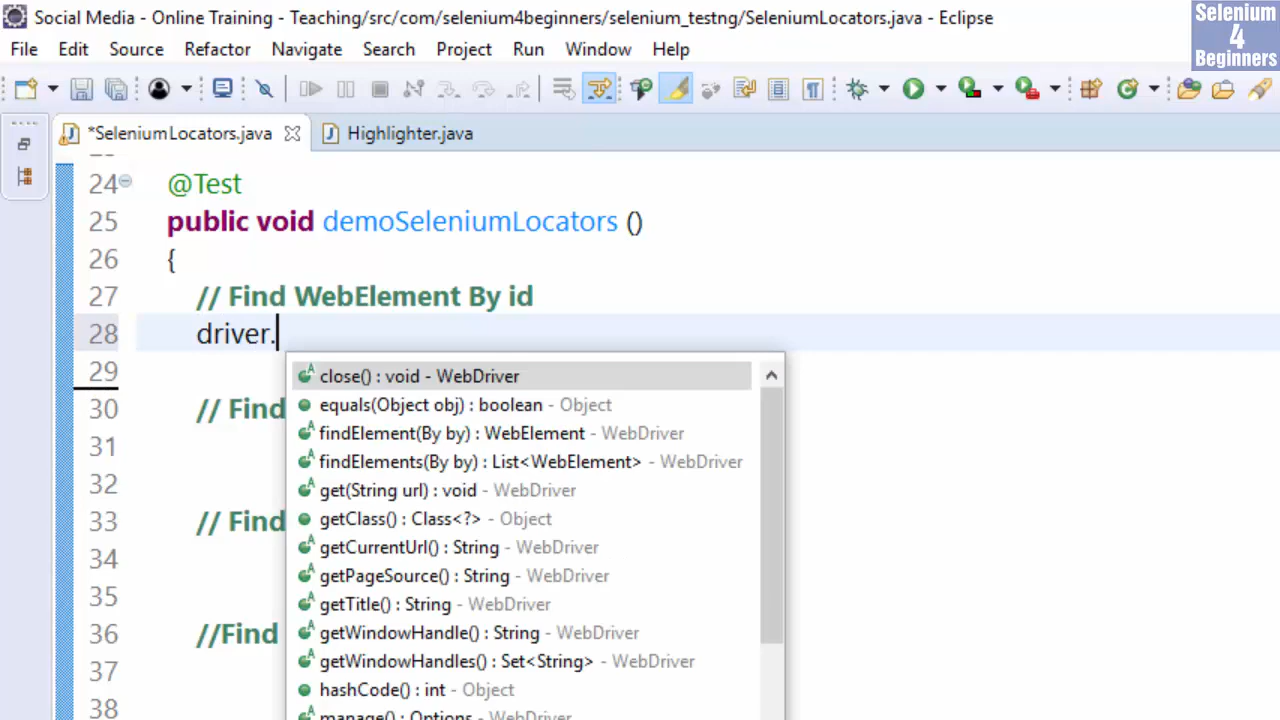 Social Media - Online Training - Teaching/src/com/selenium4beginners/selenium_testng/SeleniumLocators.java - Eclipse
Selenium
4
Beginners
File Edit Source Refactor Navigate Search Project Run Window Help
*SeleniumLocators.java Highlighter.java
24 @Test
25 public void demoSeleniumLocators ()
26 {
27 // Find WebElement By id
28 driver.
29
close() : void - WebDriver
30 // Find
equals(Object obj) : boolean - Object
findElement(By by) : WebElement - WebDriver
31
findElements(By by) : List<WebElement> - WebDriver
32
get(String url) : void - WebDriver
33 // Find
getClass() : Class<?> - Object
getCurrentUrl() : String - WebDriver
34
getPageSource() : String - WebDriver
35
getTitle() : String - WebDriver
36 //Find
getWindowHandle() : String - WebDriver
getWindowHandles() : Set<String> - WebDriver
37
hashCode() : int - Object
38
manage() : Options - WebDriver